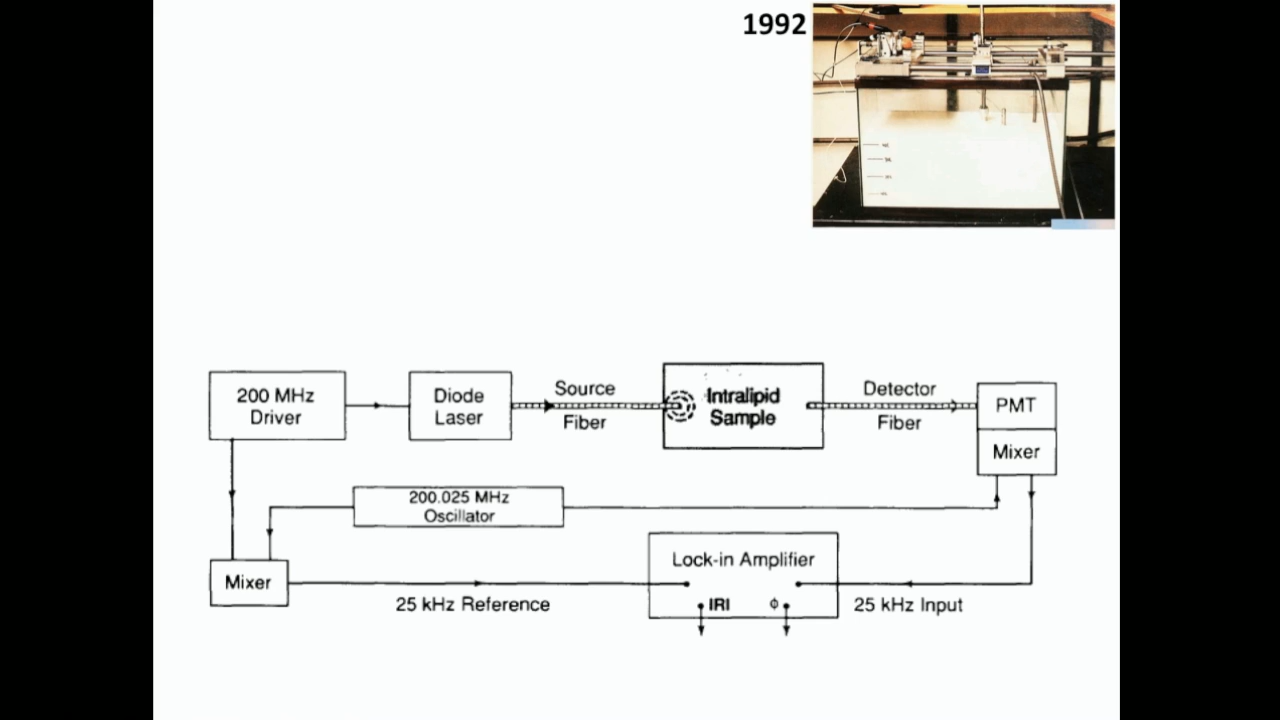 1992
200 MHz
Driver
Diode
Laser
Source
Fiber
Intralipid
Sample
Detector
Fiber
PMT
Mixer
200.025 MHz
Oscillator
Mixer
25 kHz Reference
Lock-in Amplifier
IRI
ϕ
25 kHz Input